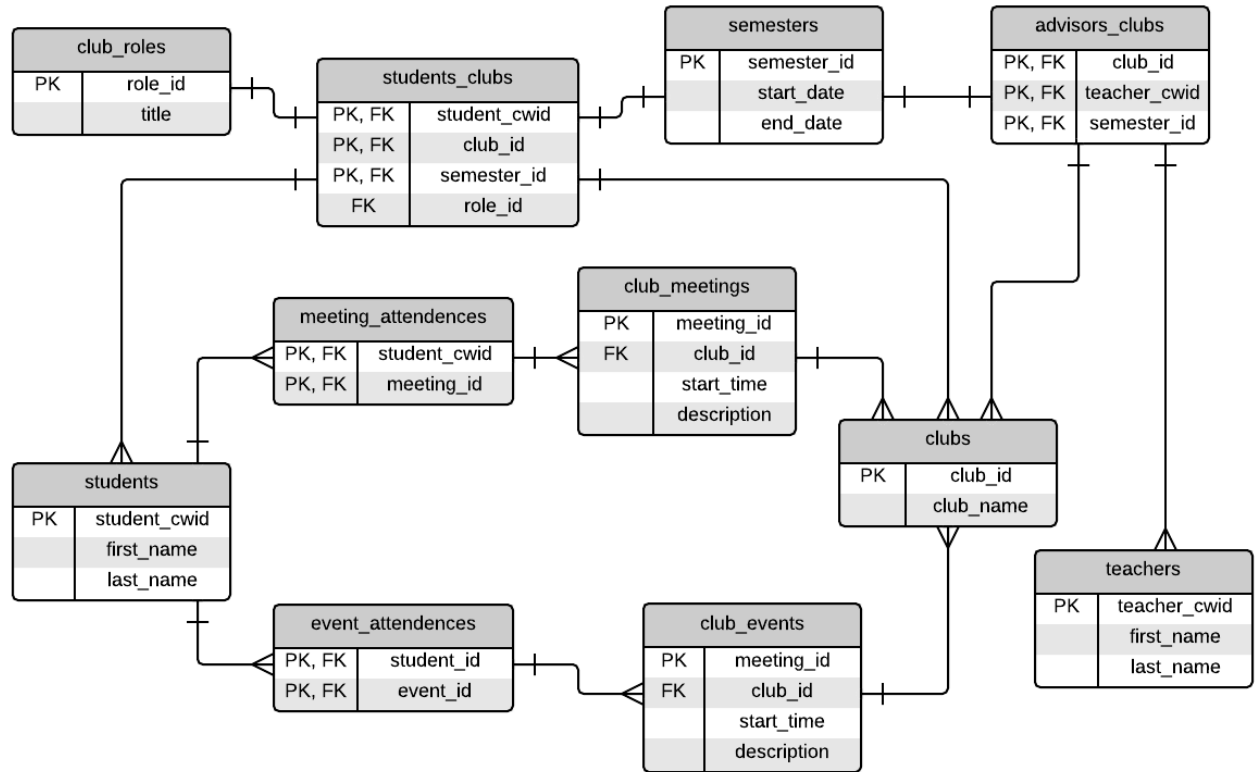 club_roles
PK role_id
title
students_clubs
PK, FK student_cwid
PK, FK club_id
PK, FK semester_id
FK role_id
semesters
PK semester_id
start_date
end_date
advisors_clubs
PK, FK club_id
PK, FK teacher_cwid
PK, FK semester_id
meeting_attendences
PK, FK student_cwid
PK, FK meeting_id
club_meetings
PK meeting_id
FK club_id
start_time
description
clubs
PK club_id
club_name
students
PK student_cwid
first_name
last_name
event_attendences
PK, FK student_id
PK, FK event_id
club_events
PK meeting_id
FK club_id
start_time
description
teachers
PK teacher_cwid
first_name
last_name